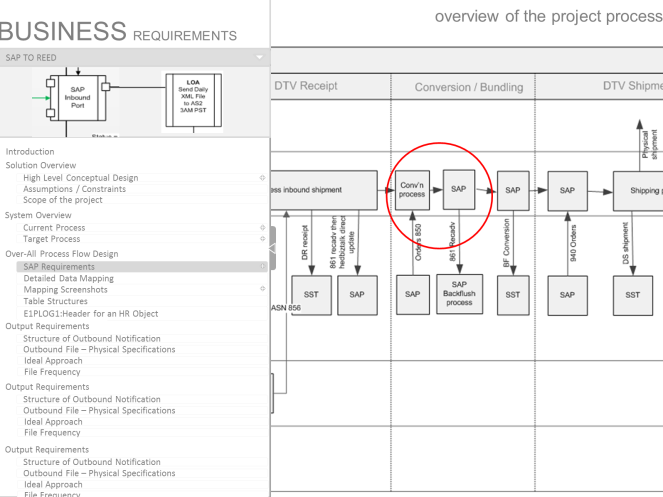 overview of the project process
BUSINESS REQUIREMENTS
SAP TO REED
SAP
Inbound
Port
LOA
Send Daily
XML File
to AS2
3AM PST
Introduction
Solution Overview
High Level Conceptual Design
Assumptions / Constraints
Scope of the project
System Overview
Current Process
Target Process
Over-All Process Flow Design
SAP Requirements
Detailed Data Mapping
Mapping Screenshots
Table Structures
E1PLOG1:Header for an HR Object
Output Requirements
Structure of Outbound Notification
Outbound File – Physical Specifications
Ideal Approach
File Frequency
Output Requirements
Structure of Outbound Notification
Outbound File – Physical Specifications
Ideal Approach
File Frequency
Output Requirements
Structure of Outbound Notification
Outbound File – Physical Specifications
Ideal Approach
File Frequency
DTV Receipt
Conversion / Bundling
DTV Shipme
Physical
shipment
ess inbound shipment
Conv'n
process
SAP
SAP
SAP
Shipping p
DR receipt
861 recadv then
hedbiztalk direct
update
Orders 850
861 Recadv
BF Conversion
940 Orders
DS shipment
SST
SAP
SAP
SAP
Backflush
process
SST
SAP
SST
ASN 856